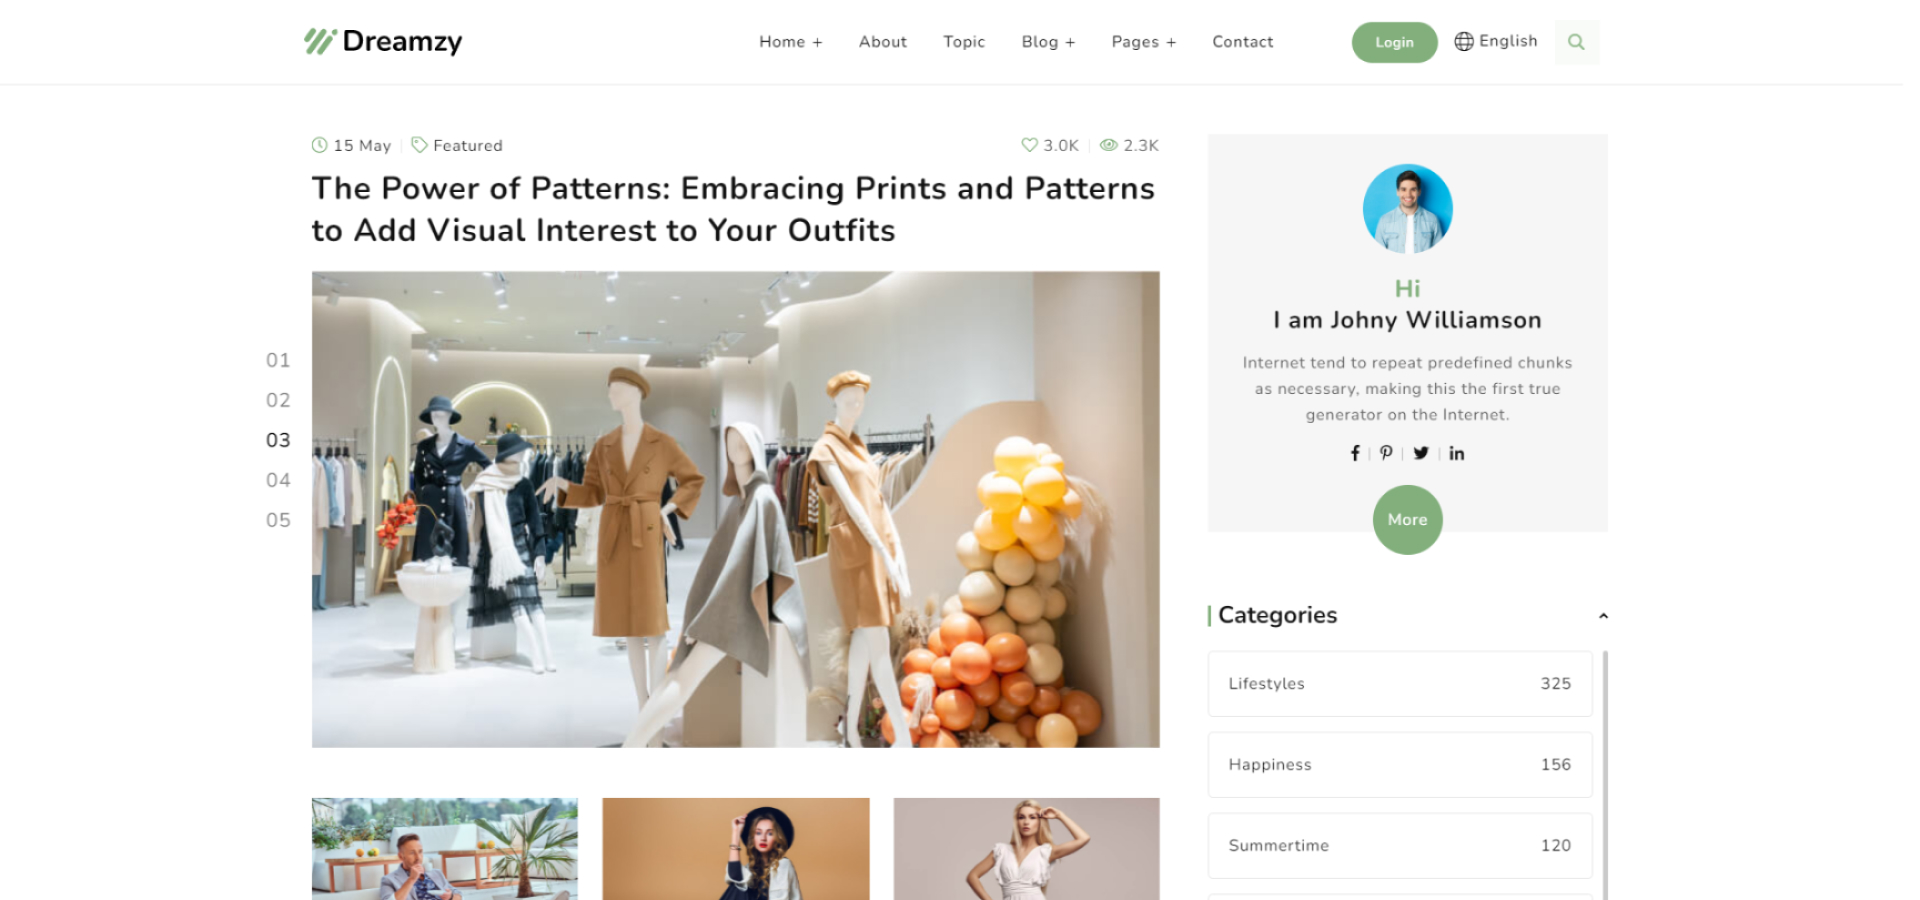 Dreamzy
Home +
About
Topic
Blog +
Pages +
Contact
Login
English
15 May
Featured
3.0K
2.3K
The Power of Patterns: Embracing Prints and Patterns
to Add Visual Interest to Your Outfits
01
02
03
04
05
Hi
I am Johny Williamson
Internet tend to repeat predefined chunks
as necessary, making this the first true
generator on the Internet.
More
Categories
Lifestyles 325
Happiness 156
Summertime 120